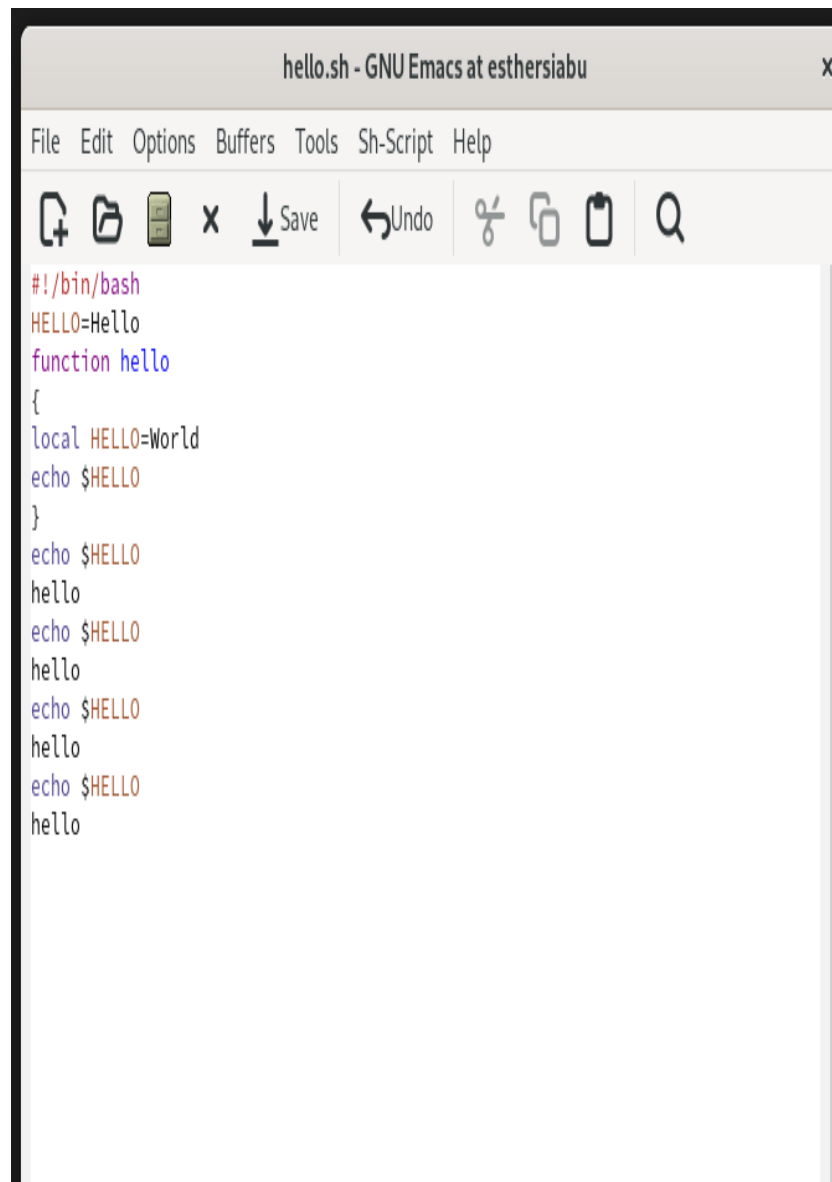 hello.sh - GNU Emacs at esthersiabu x
File Edit Options Buffers Tools Sh-Script Help
Save Undo
#!/bin/bash
HELLO=Hello
function hello
{
local HELLO=World
echo $HELLO
}
echo $HELLO
hello
echo $HELLO
hello
echo $HELLO
hello
echo $HELLO
hello